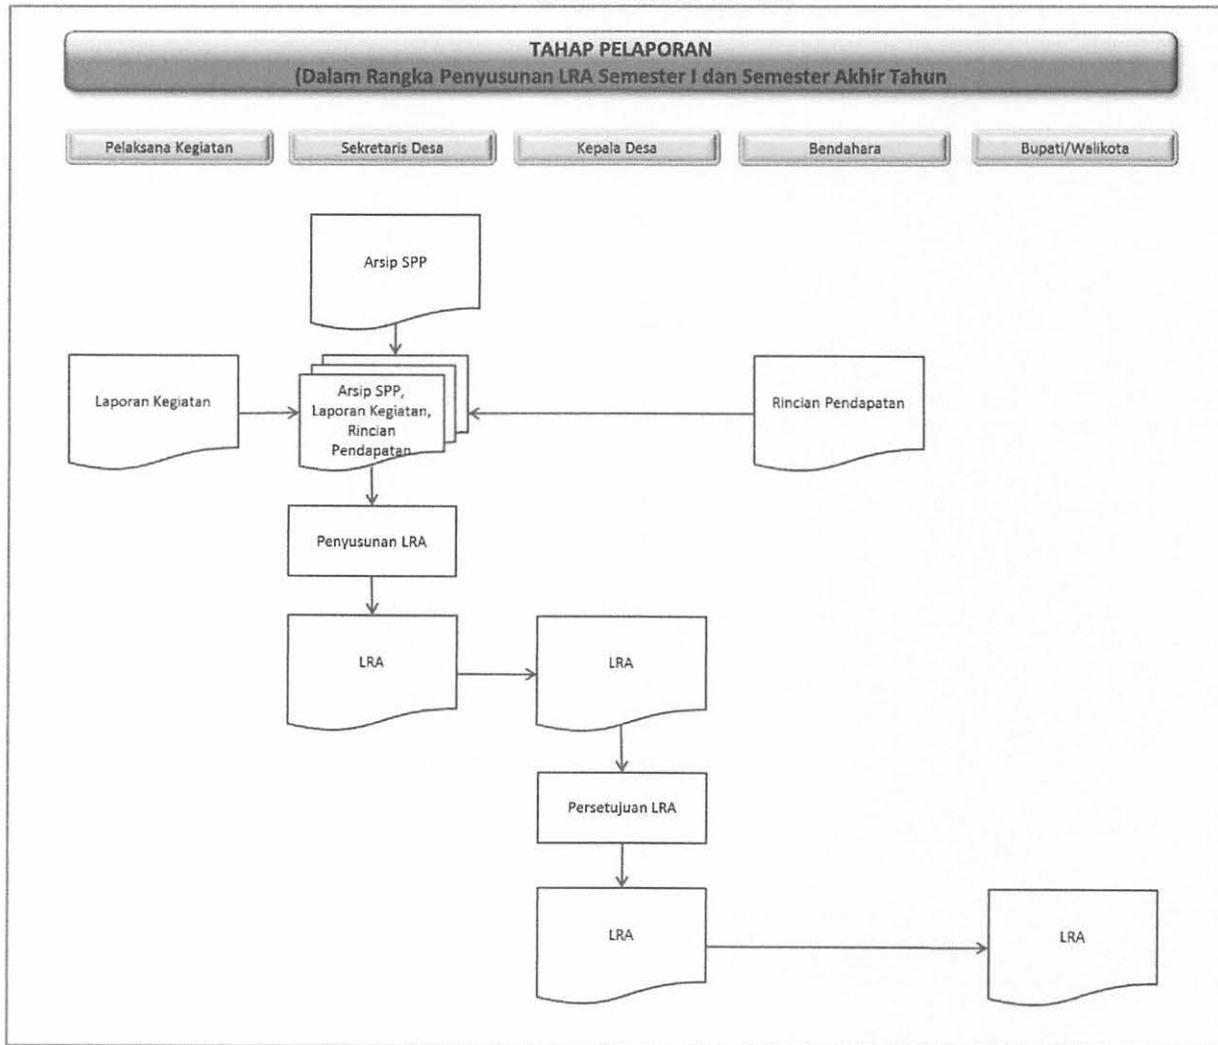 TAHAP PELAPORAN
(Dalam Rangka Penyusunan LRA Semester I dan Semester Akhir Tahun
Pelaksana Kegiatan
Sekretaris Desa
Kepala Desa
Bendahara
Bupati/Walikota
Arsip SPP
Laporan Kegiatan
Arsip SPP,
Laporan Kegiatan,
Rincian
Pendapatan
Rincian Pendapatan
Penyusunan LRA
LRA
LRA
Persetujuan LRA
LRA
LRA